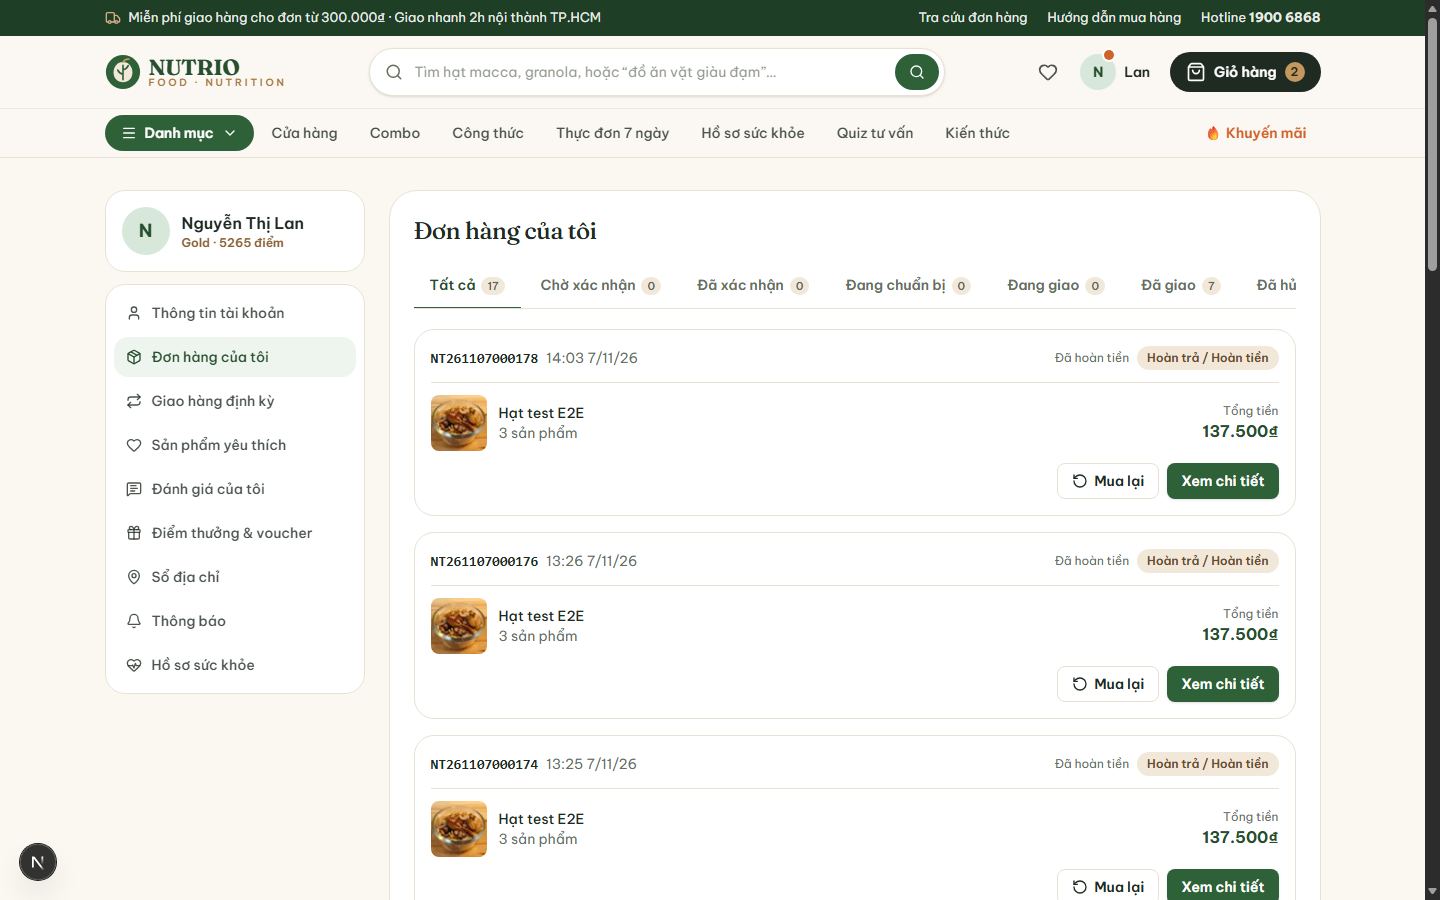 Miễn phí giao hàng cho đơn từ 300.000₫ · Giao nhanh 2h nội thành TP.HCM
Tra cứu đơn hàng
Hướng dẫn mua hàng
Hotline 1900 6868
NUTRIO
FOOD · NUTRITION
Tìm hạt macca, granola, hoặc “đồ ăn vặt giàu đạm”...
N
Lan
Giỏ hàng 2
Danh mục
Cửa hàng
Combo
Công thức
Thực đơn 7 ngày
Hồ sơ sức khỏe
Quiz tư vấn
Kiến thức
Khuyến mãi
N
Nguyễn Thị Lan
Gold · 5265 điểm
Thông tin tài khoản
Đơn hàng của tôi
Giao hàng định kỳ
Sản phẩm yêu thích
Đánh giá của tôi
Điểm thưởng & voucher
Sổ địa chỉ
Thông báo
Hồ sơ sức khỏe
Đơn hàng của tôi
Tất cả 17
Chờ xác nhận 0
Đã xác nhận 0
Đang chuẩn bị 0
Đang giao 0
Đã giao 7
Đã hủ
NT261107000178 14:03 7/11/26
Đã hoàn tiền
Hoàn trả / Hoàn tiền
Hạt test E2E
3 sản phẩm
Tổng tiền
137.500₫
Mua lại
Xem chi tiết
NT261107000176 13:26 7/11/26
Đã hoàn tiền
Hoàn trả / Hoàn tiền
Hạt test E2E
3 sản phẩm
Tổng tiền
137.500₫
Mua lại
Xem chi tiết
NT261107000174 13:25 7/11/26
Đã hoàn tiền
Hoàn trả / Hoàn tiền
Hạt test E2E
3 sản phẩm
Tổng tiền
137.500₫
Mua lại
Xem chi tiết
N